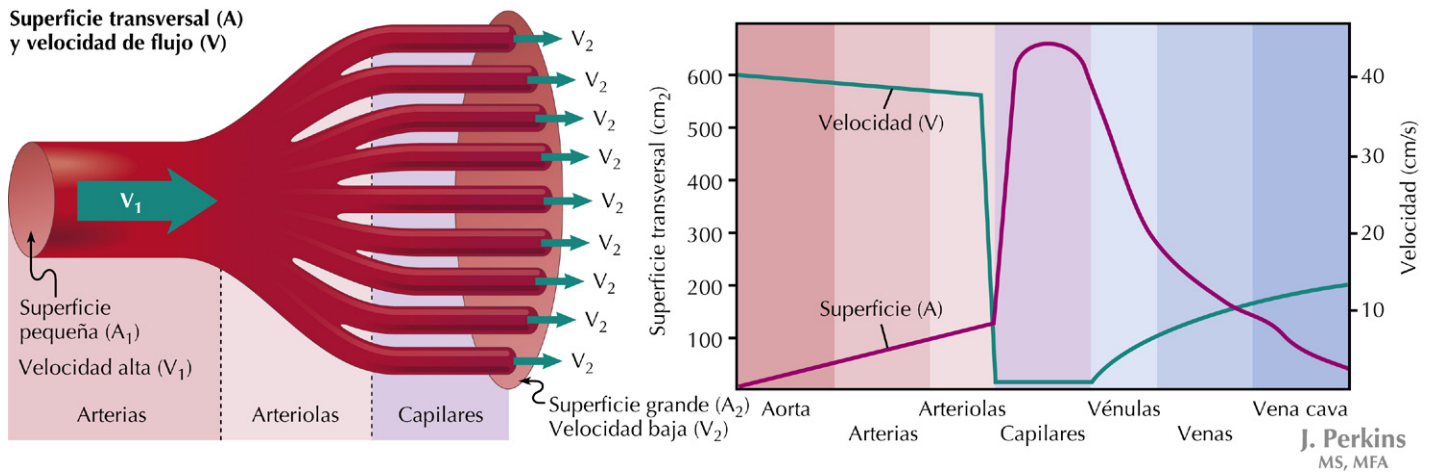 Superficie transversal (A)
y velocidad de flujo (V)
V₁
V₂
V₂
V₂
V₂
V₂
V₂
V₂
V₂
V₂
Superficie
pequeña (A₁)
Velocidad alta (V₁)
Superficie grande (A₂)
Velocidad baja (V₂)
Arterias
Arteriolas
Capilares
Superficie transversal (cm₂)
600
500
400
300
200
100
Velocidad (V)
Superficie (A)
40
30
20
10
Velocidad (cm/s)
Aorta
Arterias
Arteriolas
Capilares
Vénulas
Venas
Vena cava
J. Perkins
MS, MFA